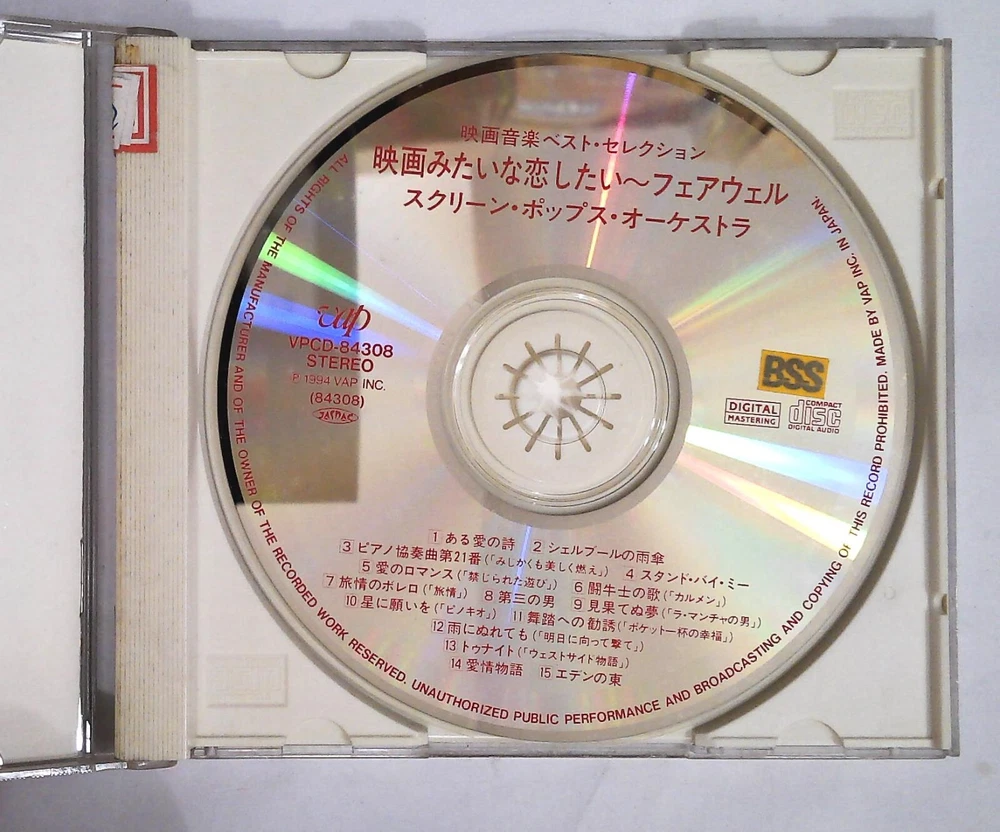 映画音楽ベスト・セレクション
映画みたいな恋したい～フェアウェル
スクリーン・ポップス・オーケストラ
vap
VPCD-84308
STEREO
℗ 1994 VAP INC.
(84308)
JASRAC
BSS
DIGITAL
MASTERING
COMPACT
disc
DIGITAL AUDIO
1 ある愛の詩 2 シェルブールの雨傘
3 ピアノ協奏曲第21番(「みじかくも美しく燃え」) 4 スタンド・バイ・ミー
5 愛のロマンス(「禁じられた遊び」) 6 闘牛士の歌(「カルメン」)
7 旅情のボレロ(「旅情」) 8 第三の男 9 見果てぬ夢(「ラ・マンチャの男」)
10 星に願いを(「ピノキオ」) 11 舞踏への勧誘(「ポケット一杯の幸福」)
12 雨にぬれても(「明日に向って撃て」)
13 トゥナイト(「ウェストサイド物語」)
14 愛情物語 15 エデンの東
ALL RIGHTS OF THE MANUFACTURER AND OF THE OWNER OF THE RECORDED WORK RESERVED. UNAUTHORIZED PUBLIC PERFORMANCE AND BROADCASTING AND COPYING OF THIS RECORD PROHIBITED. MADE BY VAP INC. IN JAPAN.